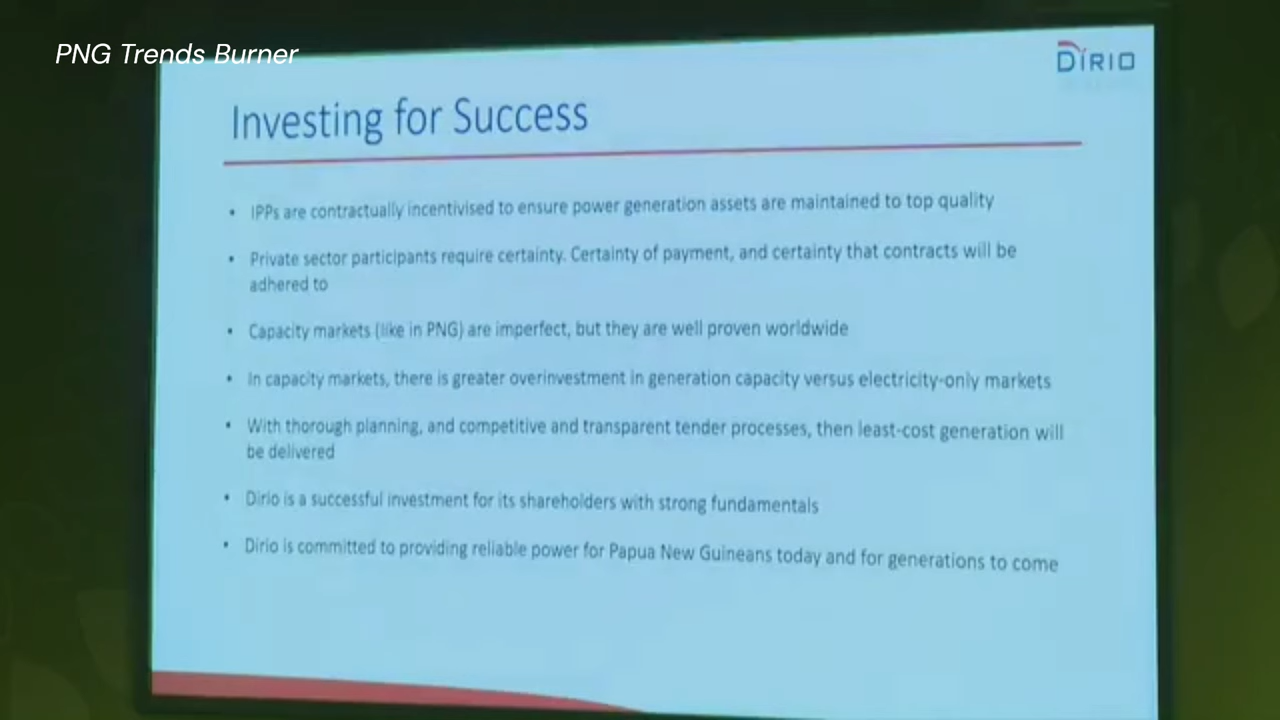 PNG Trends Burner
DIRIO
Investing for Success
• IPPs are contractually incentivised to ensure power generation assets are maintained to top quality
• Private sector participants require certainty. Certainty of payment, and certainty that contracts will be
adhered to
• Capacity markets (like in PNG) are imperfect, but they are well proven worldwide
• In capacity markets, there is greater overinvestment in generation capacity versus electricity-only markets
• With thorough planning, and competitive and transparent tender processes, then least-cost generation will
be delivered
• Dirio is a successful investment for its shareholders with strong fundamentals
• Dirio is committed to providing reliable power for Papua New Guineans today and for generations to come